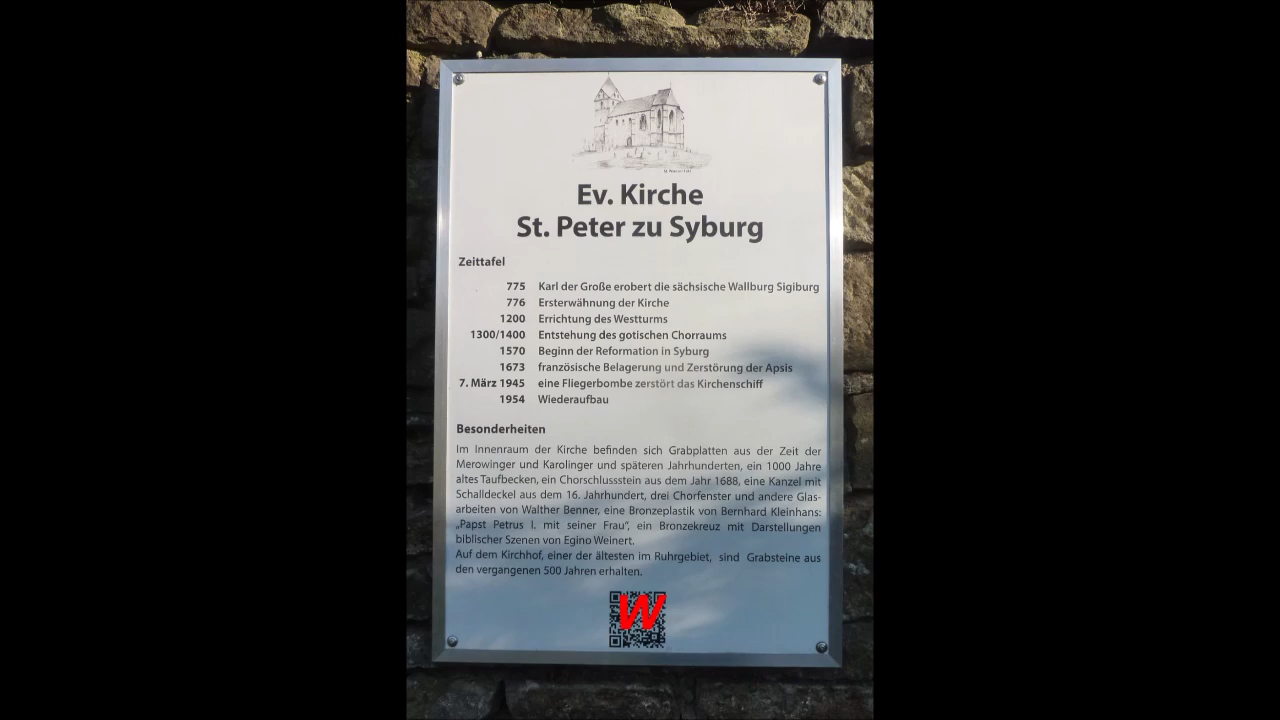 Ev. Kirche
St. Peter zu Syburg
Zeittafel
775 Karl der Große erobert die sächsische Wallburg Sigiburg
776 Ersterwähnung der Kirche
1200 Errichtung des Westturms
1300/1400 Entstehung des gotischen Chorraums
1570 Beginn der Reformation in Syburg
1673 französische Belagerung und Zerstörung der Apsis
7. März 1945 eine Fliegerbombe zerstört das Kirchenschiff
1954 Wiederaufbau
Besonderheiten
Im Innenraum der Kirche befinden sich Grabplatten aus der Zeit der
Merowinger und Karolinger und späteren Jahrhunderten, ein 1000 Jahre
altes Taufbecken, ein Chorschlussstein aus dem Jahr 1688, eine Kanzel mit
Schalldeckel aus dem 16. Jahrhundert, drei Chorfenster und andere Glas-
arbeiten von Walther Benner, eine Bronzeplastik von Bernhard Kleinhans:
„Papst Petrus I. mit seiner Frau“, ein Bronzekreuz mit Darstellungen
biblischer Szenen von Egino Weinert.
Auf dem Kirchhof, einer der ältesten im Ruhrgebiet, sind Grabsteine aus
den vergangenen 500 Jahren erhalten.
W